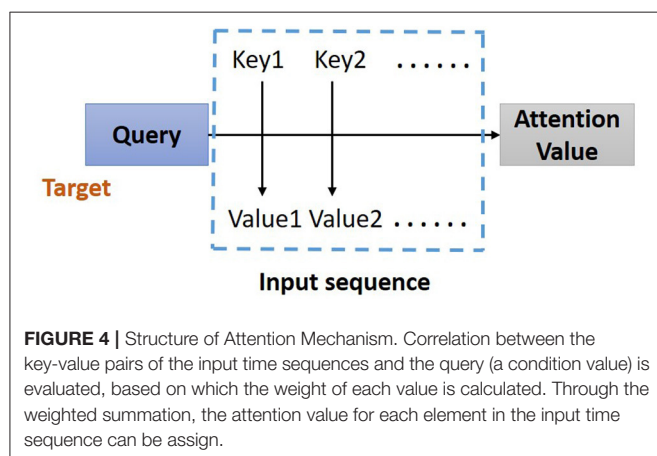 Key1 Key2 ......
Query
Attention
Value
Target
Value1 Value2 ......
Input sequence
FIGURE 4 | Structure of Attention Mechanism. Correlation between the
key-value pairs of the input time sequences and the query (a condition value) is
evaluated, based on which the weight of each value is calculated. Through the
weighted summation, the attention value for each element in the input time
sequence can be assign.